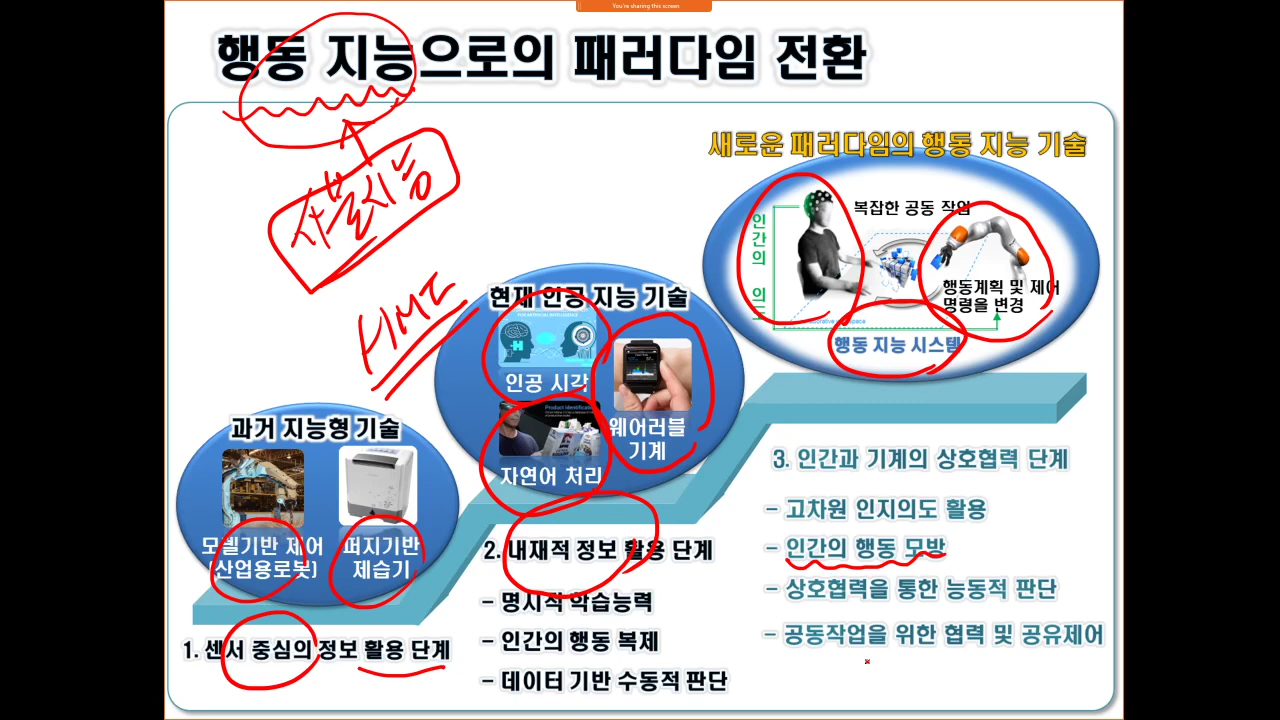 You're sharing this screen
행동 지능으로의 패러다임 전환
사물지능
새로운 패러다임의 행동 지능 기술
복잡한 공동 작업
인간의 의도
행동계획 및 제어
명령을 변경
행동 지능 시스템
현재 인공 지능 기술
인공 시각
자연어 처리
웨어러블
기계
과거 지능형 기술
모델기반 제어
(산업용로봇)
퍼지기반
제습기
1. 센서 중심의 정보 활용 단계
2. 내재적 정보 활용 단계
- 명시적 학습능력
- 인간의 행동 복제
- 데이터 기반 수동적 판단
3. 인간과 기계의 상호협력 단계
- 고차원 인지의도 활용
- 인간의 행동 모방
- 상호협력을 통한 능동적 판단
- 공동작업을 위한 협력 및 공유제어